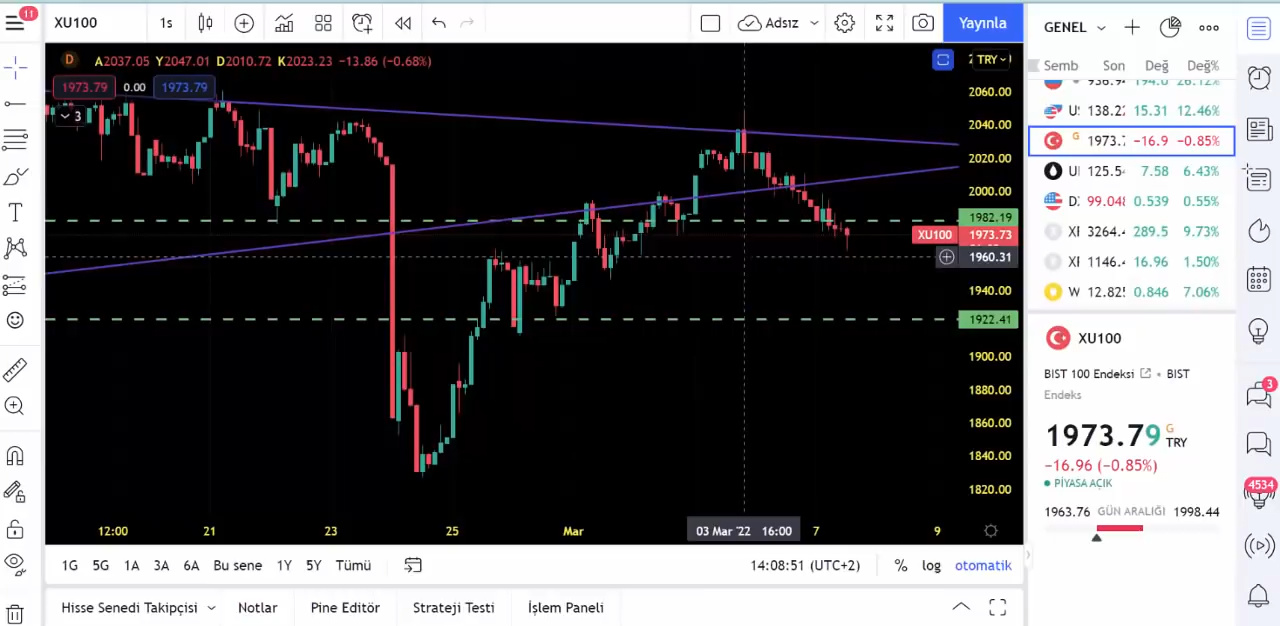 11
XU100
1s
Adsız
Yayınla
D A2037.05 Y2047.01 D2010.72 K2023.23 −13.86 (−0.68%)
1973.79 0.00 1973.79
3
TRY
2060.00
2040.00
2020.00
2000.00
1982.19
XU100 1973.73
1960.31
1940.00
1922.41
1900.00
1880.00
1860.00
1840.00
1820.00
12:00 21 23 25 Mar 03 Mar '22 16:00 7 9
1G 5G 1A 3A 6A Bu sene 1Y 5Y Tümü
14:08:51 (UTC+2) % log otomatik
Hisse Senedi Takipçisi Notlar Pine Editör Strateji Testi İşlem Paneli
GENEL
Semb Son Değ Değ%
194.0 26.12%
138.2 15.31 12.46%
G 1973. −16.9 −0.85%
125.5 7.58 6.43%
99.048 0.539 0.55%
3264. 289.5 9.73%
1146. 16.96 1.50%
W 12.825 0.846 7.06%
XU100
BIST 100 Endeksi • BIST
Endeks
1973.79 G TRY
−16.96 (−0.85%)
PİYASA AÇIK
1963.76 GÜN ARALIĞI 1998.44
3
4534